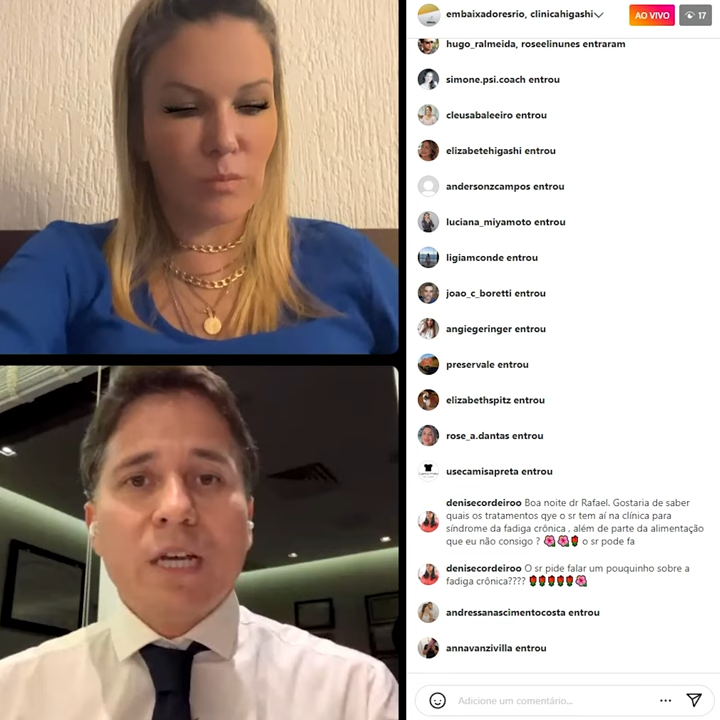 embaixadoresrio, clinicahigashi
AO VIVO
17
hugo_ralmeida, roseelinunes entraram
simone.psi.coach entrou
cleusabaleeiro entrou
elizabetehigashi entrou
andersonzcampos entrou
luciana_miyamoto entrou
ligiamconde entrou
joao_c_boretti entrou
angiegeringer entrou
preservale entrou
elizabethspitz entrou
rose_a.dantas entrou
usecamisapreta entrou
denisecordeiroo Boa noite dr Rafael. Gostaria de saber
quais os tratamentos qye o sr tem aí na clínica para
síndrome da fadiga crônica , além de parte da alimentação
que eu não consigo ? 🌺🌺🌹 o sr pode fa
denisecordeiroo O sr pide falar um pouquinho sobre a
fadiga crônica???? 🌹🌹🌹🌹🌹🌺
andressanascimentocosta entrou
annavanzivilla entrou
Adicione um comentário...